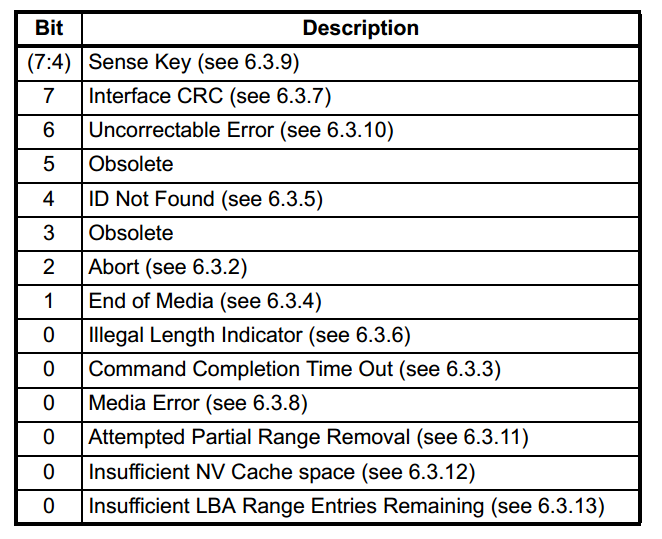 Bit Description
(7:4) Sense Key (see 6.3.9)
7 Interface CRC (see 6.3.7)
6 Uncorrectable Error (see 6.3.10)
5 Obsolete
4 ID Not Found (see 6.3.5)
3 Obsolete
2 Abort (see 6.3.2)
1 End of Media (see 6.3.4)
0 Illegal Length Indicator (see 6.3.6)
0 Command Completion Time Out (see 6.3.3)
0 Media Error (see 6.3.8)
0 Attempted Partial Range Removal (see 6.3.11)
0 Insufficient NV Cache space (see 6.3.12)
0 Insufficient LBA Range Entries Remaining (see 6.3.13)